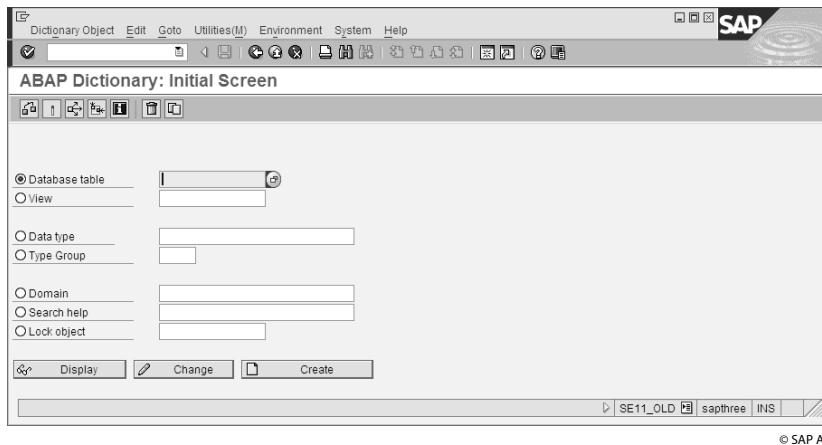 Dictionary Object Edit Goto Utilities(M) Environment System Help
SAP
ABAP Dictionary: Initial Screen
Database table
View
Data type
Type Group
Domain
Search help
Lock object
Display Change Create
SE11_OLD sapthree INS
© SAP A